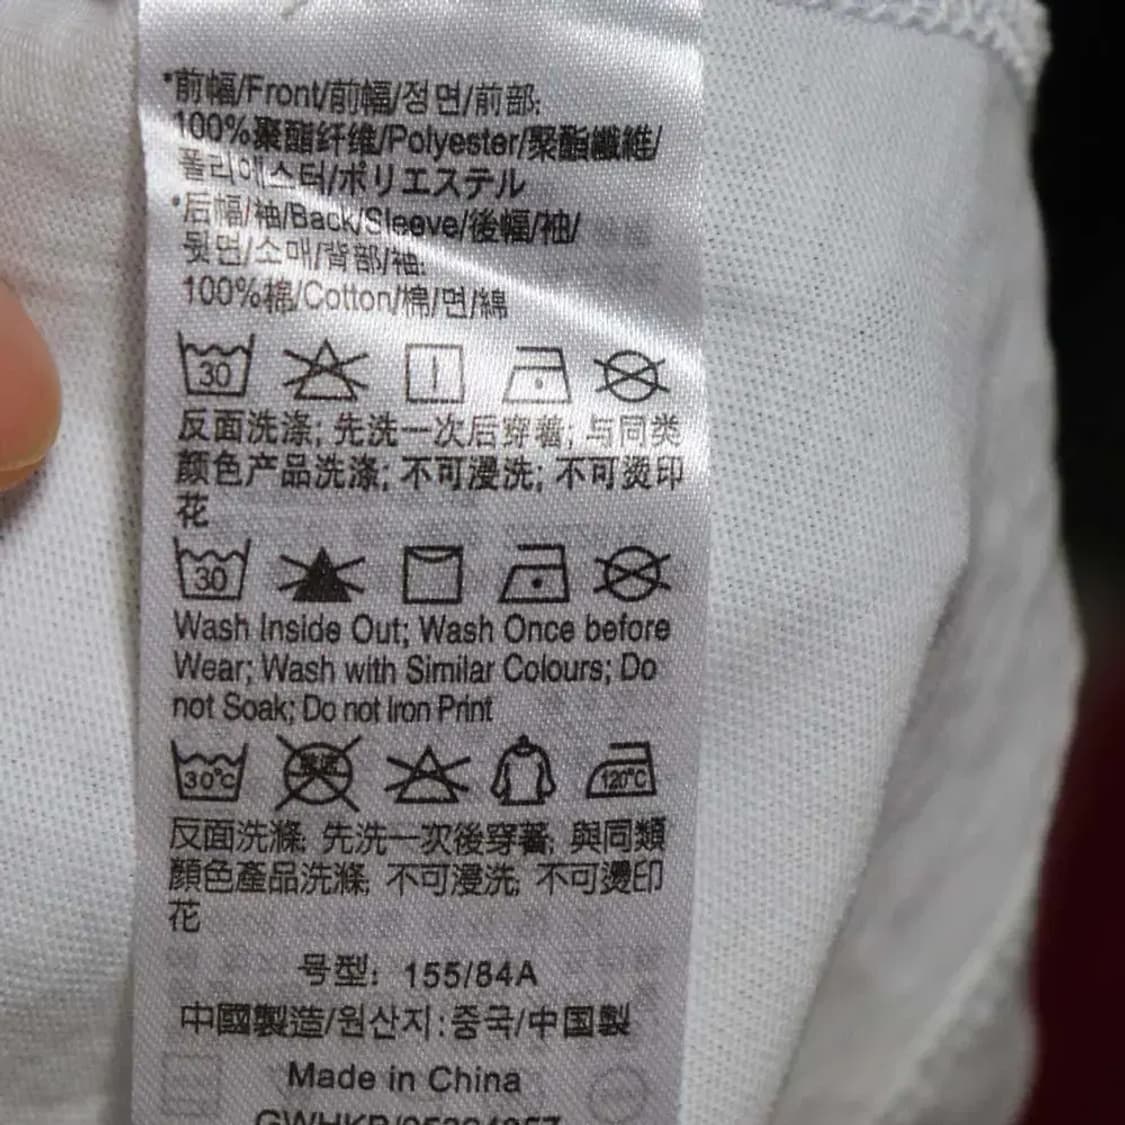 *前幅/Front/前幅/정면/前部:
100%聚酯纤维/Polyester/聚酯纖維/
폴리에스터/ポリエステル
*后幅/袖/Back/Sleeve/後幅/袖/
뒷면/소매/背部/袖:
100%棉/Cotton/棉/면/綿
30
反面洗涤; 先洗一次后穿著; 与同类
颜色产品洗涤; 不可浸洗; 不可烫印
花
30
Wash Inside Out; Wash Once before
Wear; Wash with Similar Colours; Do
not Soak; Do not Iron Print
30°C 120°C
反面洗滌; 先洗一次後穿著; 與同類
顏色產品洗滌; 不可浸洗; 不可燙印
花
号型: 155/84A
中國製造/원산지:중국/中国製
Made in China